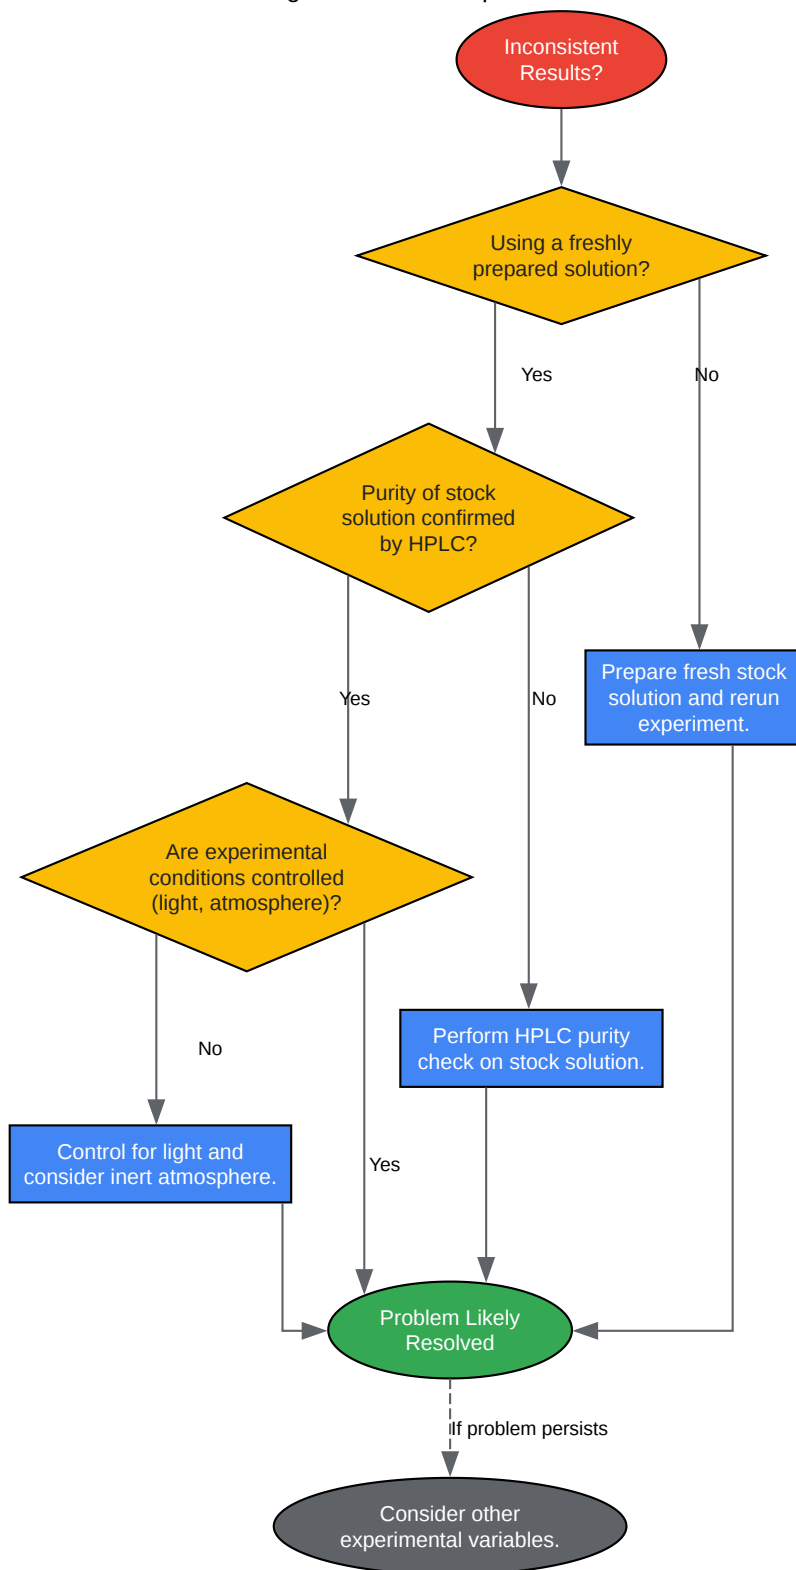 Inconsistent
Results?
Using a freshly
prepared solution?
Yes
No
Purity of stock
solution confirmed
by HPLC?
Prepare fresh stock
solution and rerun
experiment.
Yes
No
Are experimental
conditions controlled
(light, atmosphere)?
Perform HPLC purity
check on stock solution.
No
Control for light and
consider inert atmosphere.
Yes
Problem Likely
Resolved
If problem persists
Consider other
experimental variables.